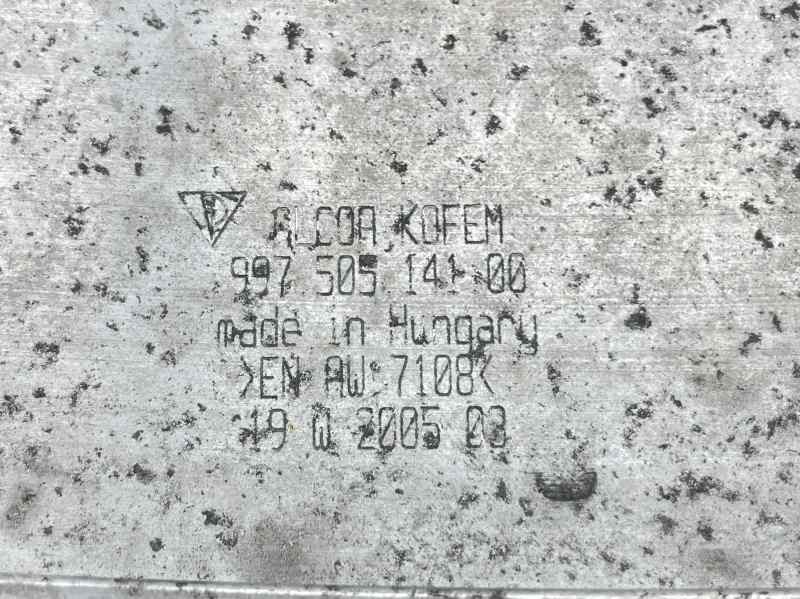 ALCOA KOFEM
997 505 141 00
made in Hungary
>EN AW 7108<
19 W 2005 03